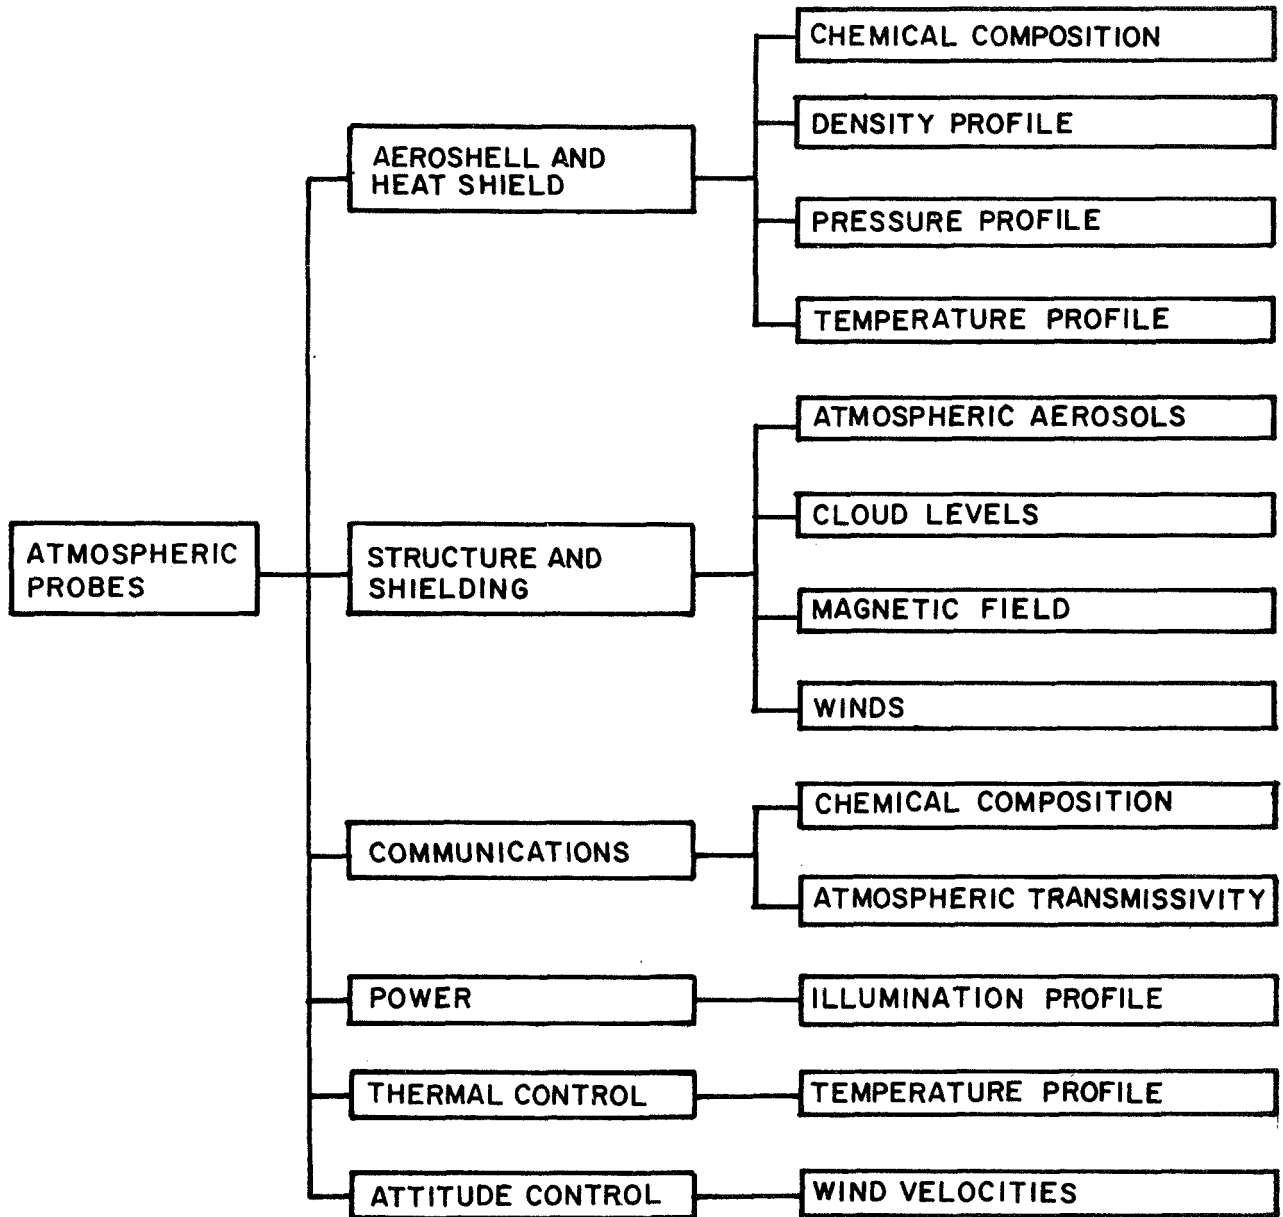 ATMOSPHERIC
PROBES
AEROSHELL AND
HEAT SHIELD
CHEMICAL COMPOSITION
DENSITY PROFILE
PRESSURE PROFILE
TEMPERATURE PROFILE
STRUCTURE AND
SHIELDING
ATMOSPHERIC AEROSOLS
CLOUD LEVELS
MAGNETIC FIELD
WINDS
COMMUNICATIONS
CHEMICAL COMPOSITION
ATMOSPHERIC TRANSMISSIVITY
POWER
ILLUMINATION PROFILE
THERMAL CONTROL
TEMPERATURE PROFILE
ATTITUDE CONTROL
WIND VELOCITIES